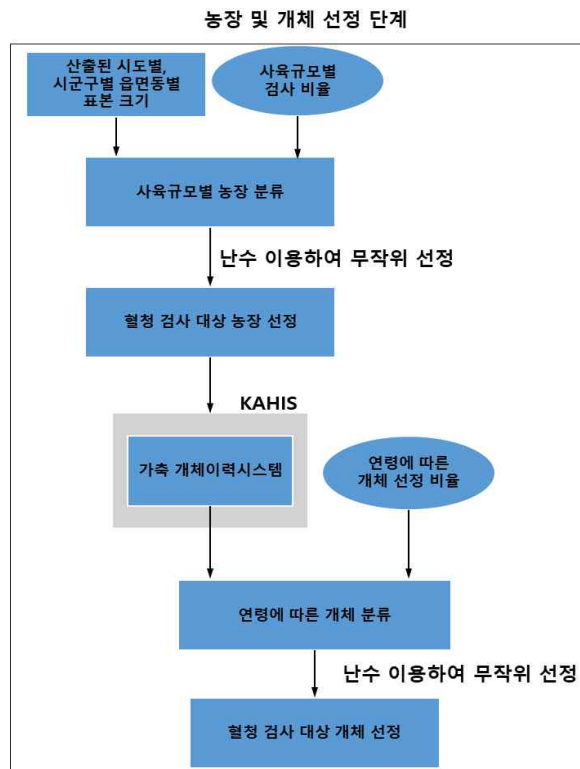 농장 및 개체 선정 단계
산출된 시도별,
시군구별 읍면동별
표본 크기
사육규모별
검사 비율
사육규모별 농장 분류
난수 이용하여 무작위 선정
혈청 검사 대상 농장 선정
KAHIS
가축 개체이력시스템
연령에 따른
개체 선정 비율
연령에 따른 개체 분류
난수 이용하여 무작위 선정
혈청 검사 대상 개체 선정